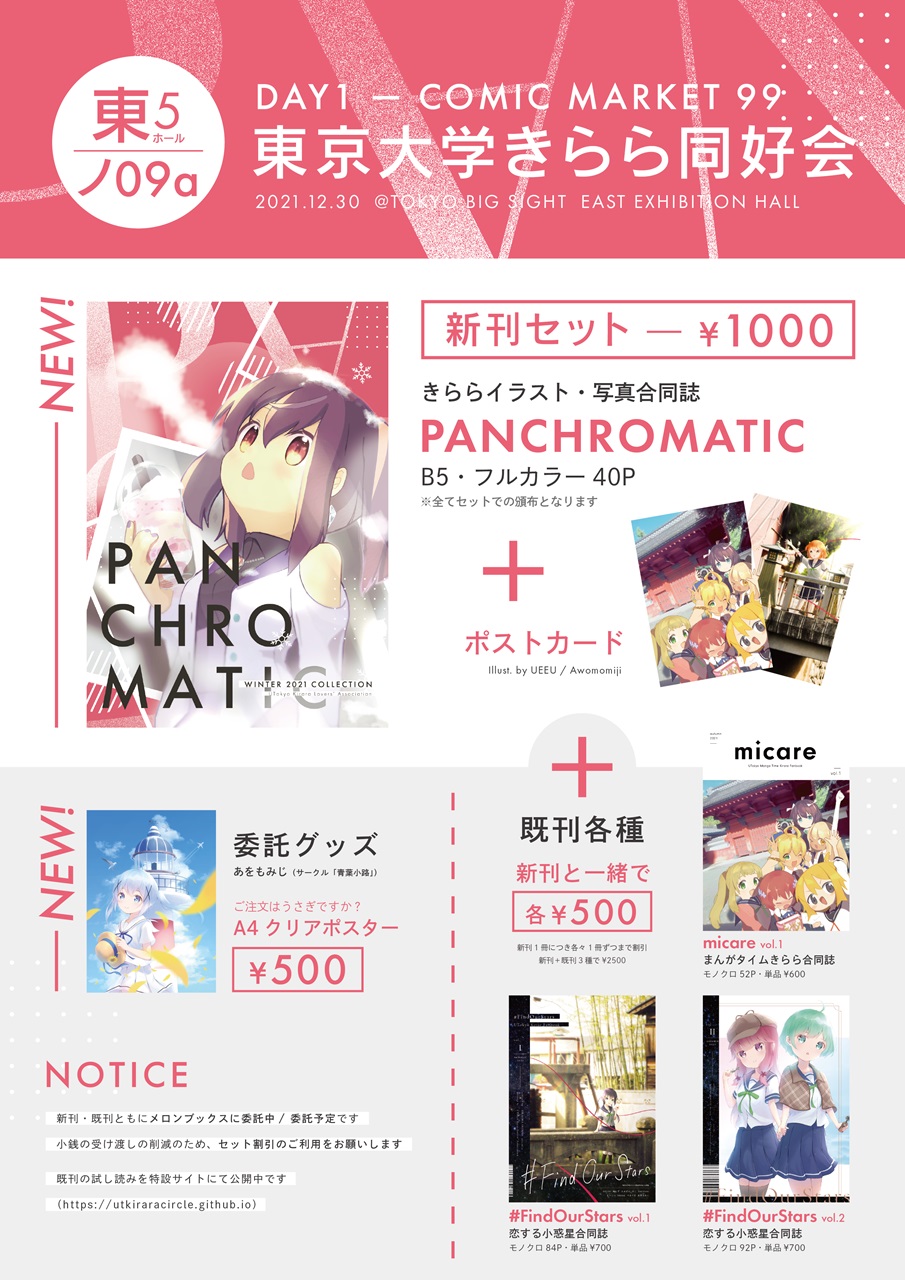 東5
ホール
ノ09a
DAY1 — COMIC MARKET 99
東京大学きらら同好会
2021.12.30 @TOKYO BIG SIGHT EAST EXHIBITION HALL
NEW!
PAN
CHRO
MATIC
WINTER 2021 COLLECTION
新刊セット — ¥1000
きららイラスト・写真合同誌
PANCHROMATIC
B5・フルカラー 40P
※全てセットでの頒布となります
+
ポストカード
Illust. by UEEU / Awomomiji
NEW!
委託グッズ
あをもみじ（サークル「青葉小路」）
ご注文はうさぎですか？
A4 クリアポスター
¥500
NOTICE
新刊・既刊ともにメロンブックスに委託中 / 委託予定です
小銭の受け渡しの削減のため、セット割引のご利用をお願いします
既刊の試し読みを特設サイトにて公開中です
（https://utkiraracircle.github.io）
+
既刊各種
新刊と一緒で
各¥500
新刊1冊につき各々1冊ずつまで割引
新刊＋既刊3種で¥2500
micare
vol.1
micare vol.1
まんがタイムきらら合同誌
モノクロ 52P・単品 ¥600
#FindOurStars
I
#Find Our Stars
#FindOurStars vol.1
恋する小惑星合同誌
モノクロ 84P・単品 ¥700
II
#FindOurStars
#FindOurStars vol.2
恋する小惑星合同誌
モノクロ 92P・単品 ¥700